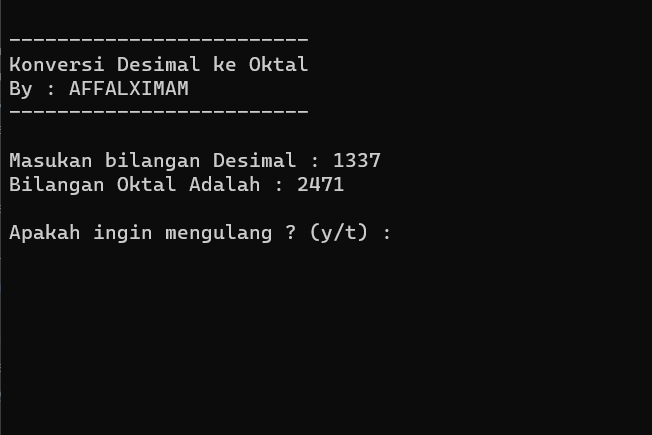 -------------------------
Konversi Desimal ke Oktal
By : AFFALXIMAM
-------------------------
Masukan bilangan Desimal : 1337
Bilangan Oktal Adalah : 2471
Apakah ingin mengulang ? (y/t) :